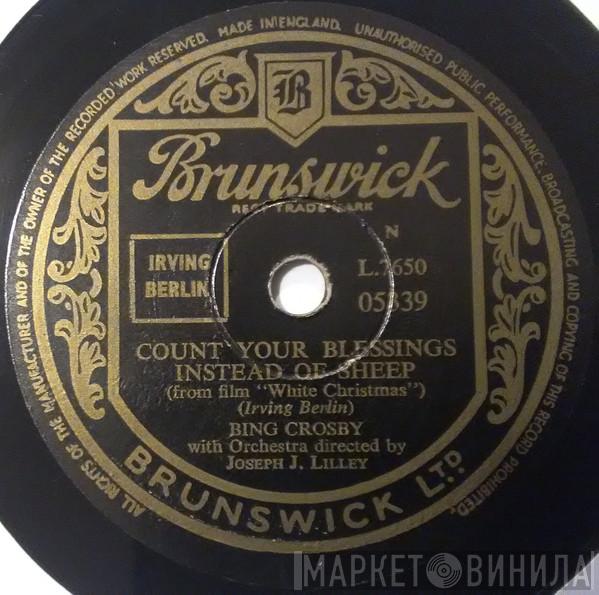 ALL RIGHTS OF THE MANUFACTURER AND OF THE OWNER OF THE RECORDED WORK RESERVED. MADE IN ENGLAND. UNAUTHORISED PUBLIC PERFORMANCE, BROADCASTING AND COPYING OF THIS RECORD PROHIBITED.
B
Brunswick
REGD TRADE MARK
IRVING
BERLIN
N
05339
COUNT YOUR BLESSINGS
INSTEAD OF SHEEP
(from film "White Christmas")
(Irving Berlin)
BING CROSBY
with Orchestra directed by
JOSEPH J. LILLEY
BRUNSWICK LTD.
МАРКЕТ ВИНИЛА